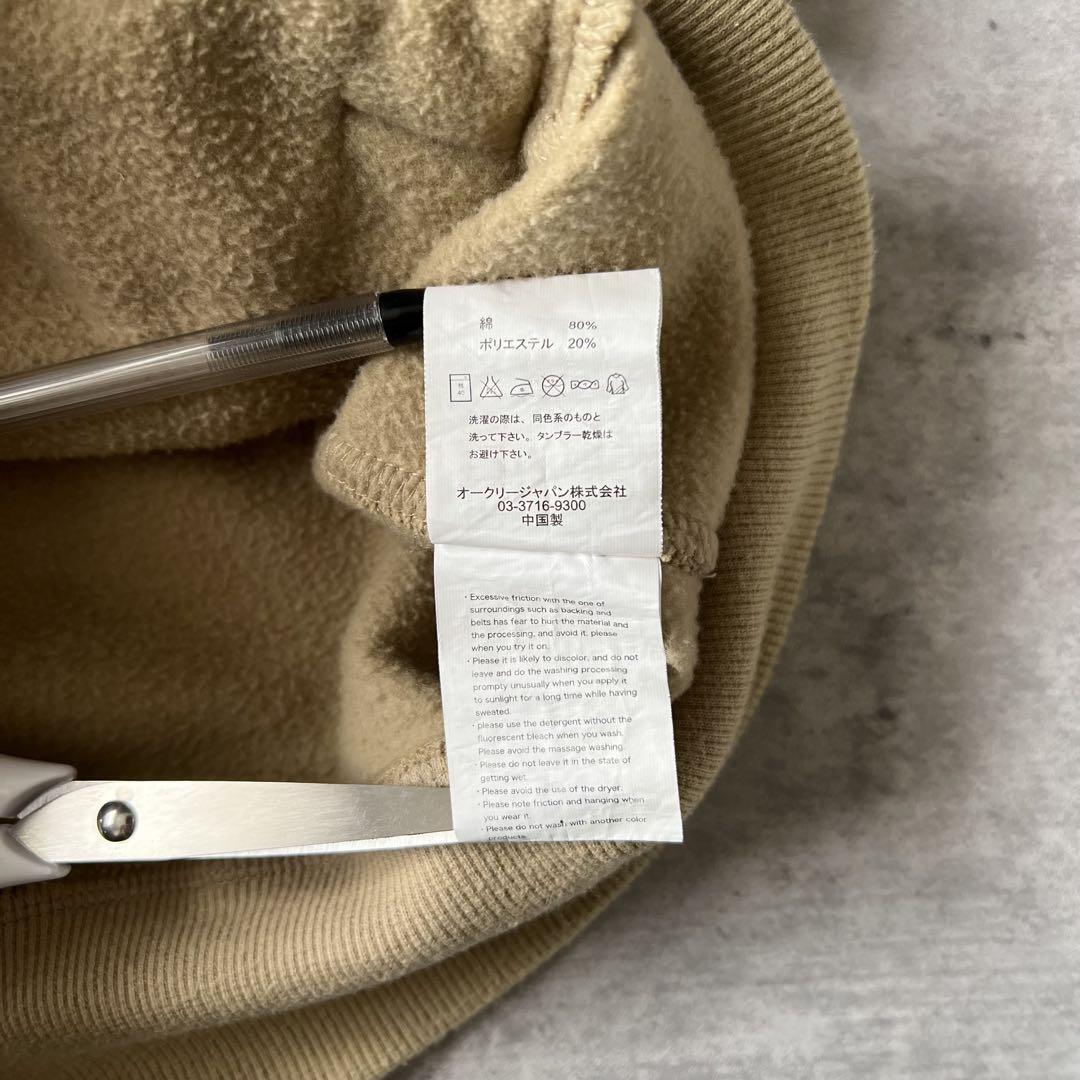 綿 80%
ポリエステル 20%
洗濯の際は、同色系のものと
洗って下さい。タンブラー乾燥は
お避け下さい。
オークリージャパン株式会社
03-3716-9300
中国製
・Excessive friction with the one of
surroundings such as backing and
belts has fear to hurt the material and
the processing, and avoid it, please
when you try it on.
・Please it is likely to discolor, and do not
leave and do the washing processing
promptly unusually when you apply it
to sunlight for a long time while having
sweated.
・please use the detergent without the
fluorescent bleach when you wash.
Please avoid the massage washing.
・Please do not leave it in the state of
getting wet.
・Please avoid the use of the dryer.
・Please note friction and hanging when
you wear it.
・Please do not wash with another color
products.